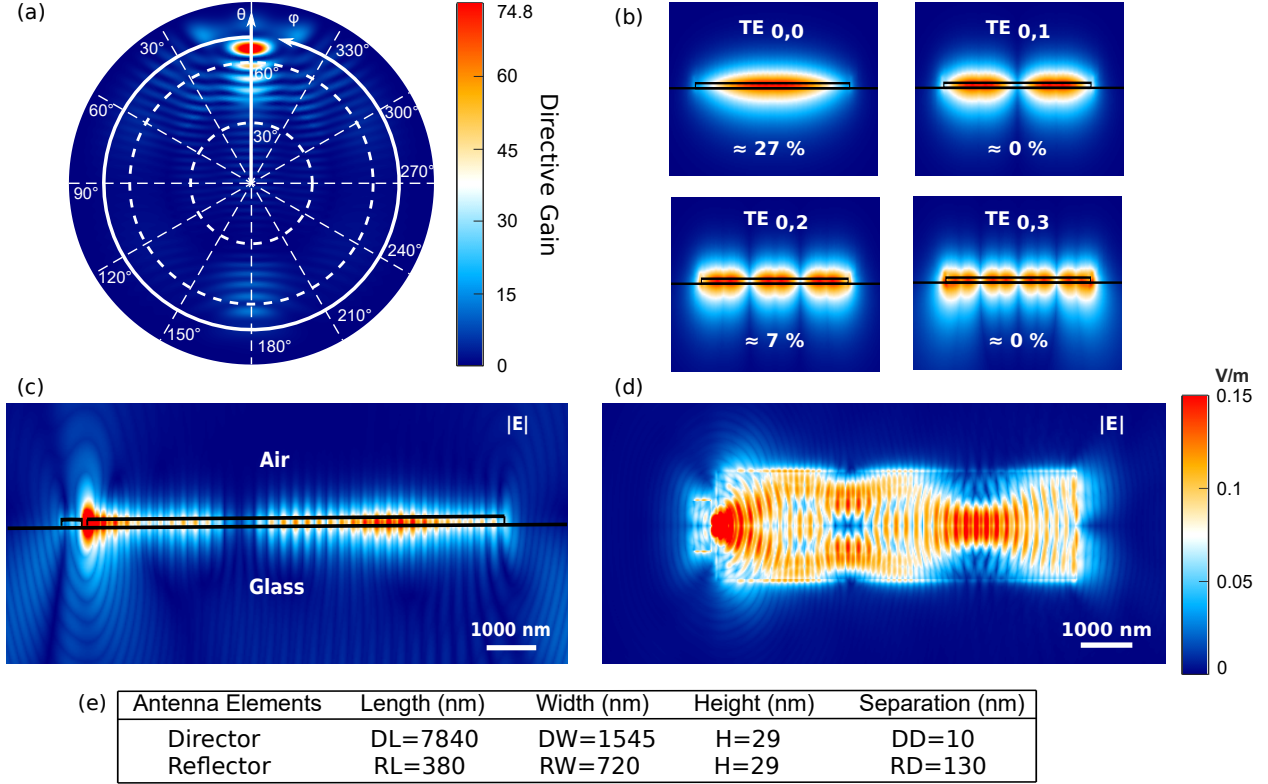 (a)
θ
φ
30°
330°
60°
60°
300°
30°
90°
270°
120°
240°
150°
210°
180°
74.8
60
45
30
15
0
Directive Gain
(b)
TE 0,0
≈ 27 %
TE 0,1
≈ 0 %
TE 0,2
≈ 7 %
TE 0,3
≈ 0 %
(c)
|E|
Air
Glass
1000 nm
(d)
|E|
1000 nm
V/m
0.15
0.1
0.05
0
(e)
Antenna Elements Length (nm) Width (nm) Height (nm) Separation (nm)
Director DL=7840 DW=1545 H=29 DD=10
Reflector RL=380 RW=720 H=29 RD=130